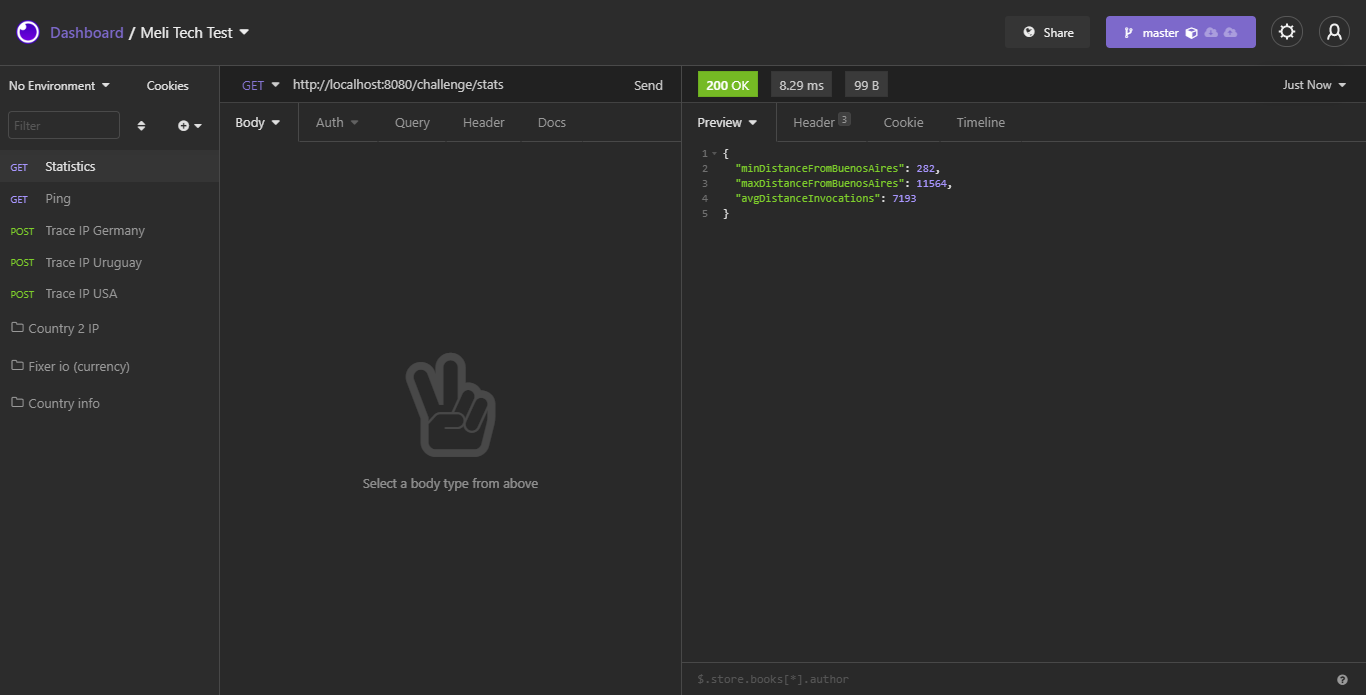 Dashboard / Meli Tech Test
Share
master
No Environment
Cookies
Filter
GET Statistics
GET Ping
POST Trace IP Germany
POST Trace IP Uruguay
POST Trace IP USA
Country 2 IP
Fixer io (currency)
Country info
GET http://localhost:8080/challenge/stats Send
Body Auth Query Header Docs
Select a body type from above
200 OK 8.29 ms 99 B Just Now
Preview Header 3 Cookie Timeline
1 {
2 "minDistanceFromBuenosAires": 282,
3 "maxDistanceFromBuenosAires": 11564,
4 "avgDistanceInvocations": 7193
5 }
$.store.books[*].author